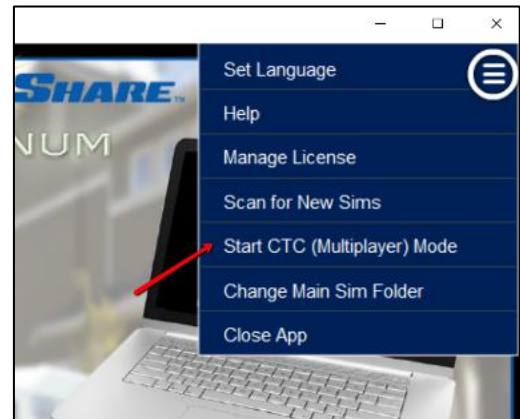 SHARE™
NUM
Set Language
Help
Manage License
Scan for New Sims
Start CTC (Multiplayer) Mode
Change Main Sim Folder
Close App